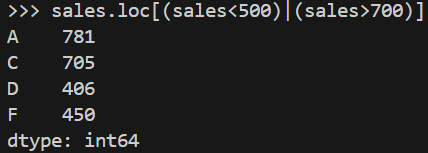 >>> sales.loc[(sales<500)|(sales>700)]
A    781
C    705
D    406
F    450
dtype: int64